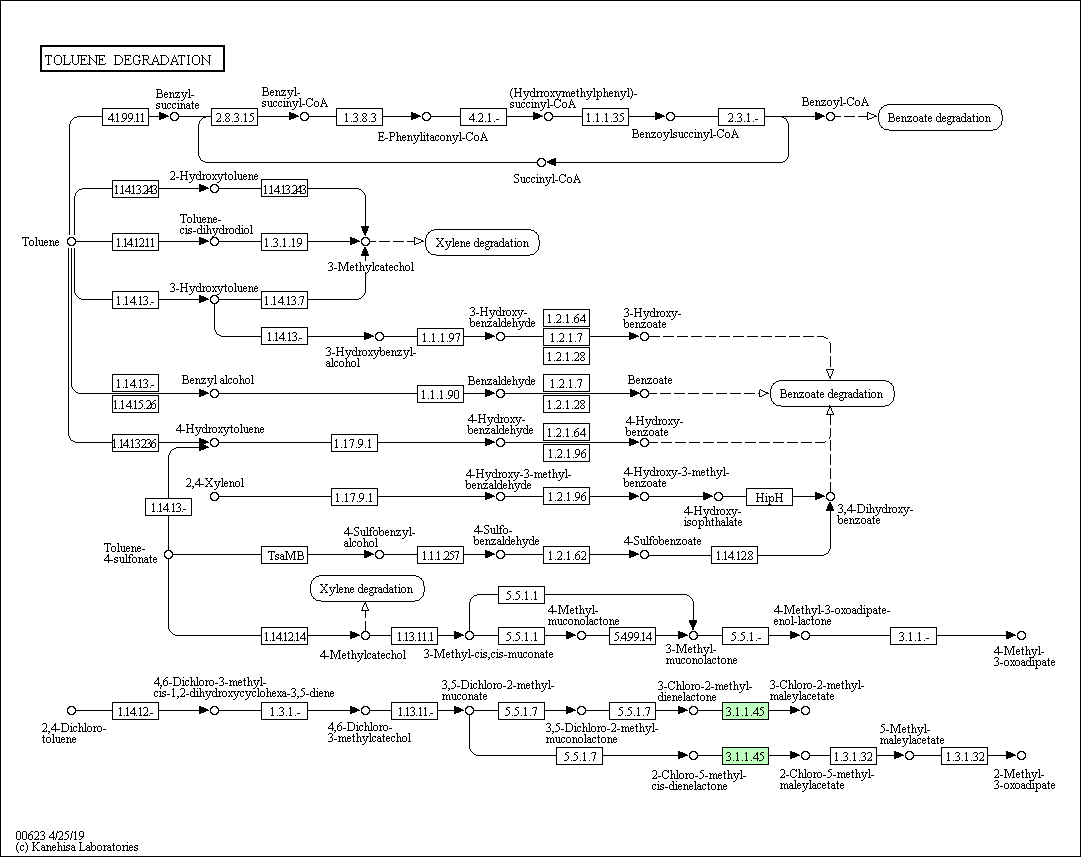 TOLUENE DEGRADATION
Benzyl-
succinate
Benzyl-
succinyl-CoA
(Hydrroxymethylphenyl)-
succinyl-CoA
Benzoyl-CoA
4.1.99.11
2.8.3.15
1.3.8.3
4.2.1.-
1.1.1.35
2.3.1.-
Benzoate degradation
E-Phenylitaconyl-CoA
Benzoylsuccinyl-CoA
Succinyl-CoA
2-Hydroxytoluene
1.14.13.243
1.14.13.243
Toluene-
cis-dihydrodiol
Toluene
1.14.12.11
1.3.1.19
Xylene degradation
3-Methylcatechol
3-Hydroxytoluene
1.14.13.-
1.14.13.7
3-Hydroxy-
benzaldehyde
1.2.1.64
3-Hydroxy-
benzoate
1.14.13.-
1.1.1.97
1.2.1.7
3-Hydroxybenzyl-
alcohol
1.2.1.28
1.14.13.-
Benzyl alcohol
Benzaldehyde
1.2.1.7
Benzoate
1.1.1.90
Benzoate degradation
1.14.15.26
1.2.1.28
4-Hydroxytoluene
4-Hydroxy-
benzaldehyde
1.2.1.64
4-Hydroxy-
benzoate
1.14.13.236
1.17.9.1
1.2.1.96
2,4-Xylenol
4-Hydroxy-3-methyl-
benzaldehyde
4-Hydroxy-3-methyl-
benzoate
1.17.9.1
1.2.1.96
HipH
1.14.13.-
4-Hydroxy-
isophthalate
3,4-Dihydroxy-
benzoate
4-Sulfobenzyl-
alcohol
4-Sulfo-
benzaldehyde
4-Sulfobenzoate
Toluene-
4-sulfonate
TsaMB
1.1.1.257
1.2.1.62
1.14.12.8
Xylene degradation
5.5.1.1
4-Methyl-
muconolactone
4-Methyl-3-oxoadipate-
enol-lactone
1.14.12.14
1.13.11.1
5.5.1.1
5.4.99.14
5.5.1.-
3.1.1.-
4-Methylcatechol
3-Methyl-cis,cis-muconate
3-Methyl-
muconolactone
4-Methyl-
3-oxoadipate
4,6-Dichloro-3-methyl-
cis-1,2-dihydroxycyclohexa-3,5-diene
3,5-Dichloro-2-methyl-
muconate
3-Chloro-2-methyl-
dienelactone
3-Chloro-2-methyl-
maleylacetate
1.14.12.-
1.3.1.-
1.13.11.-
5.5.1.7
5.5.1.7
3.1.1.45
2,4-Dichloro-
toluene
4,6-Dichloro-
3-methylcatechol
3,5-Dichloro-2-methyl-
muconolactone
5-Methyl-
maleylacetate
5.5.1.7
3.1.1.45
1.3.1.32
1.3.1.32
2-Chloro-5-methyl-
cis-dienelactone
2-Chloro-5-methyl-
maleylacetate
2-Methyl-
3-oxoadipate
00623 4/25/19
(c) Kanehisa Laboratories